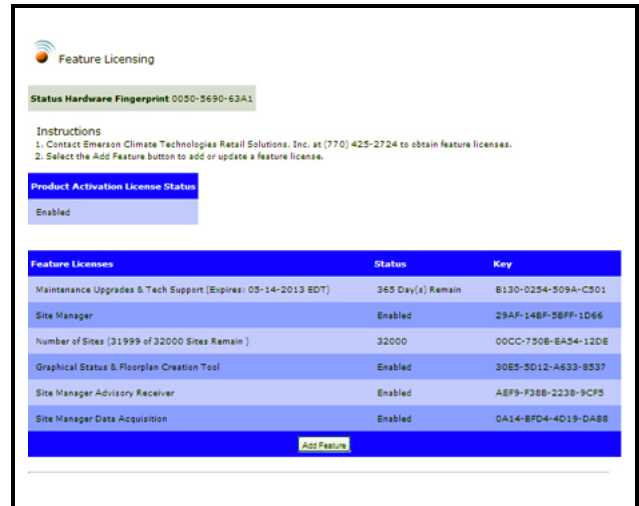 Feature Licensing
Status Hardware Fingerprint 0050-5690-63A1
Instructions
1. Contact Emerson Climate Technologies Retail Solutions, Inc. at (770) 425-2724 to obtain feature licenses.
2. Select the Add Feature button to add or update a feature license.
Product Activation License Status
Enabled
Feature Licenses Status Key
Maintenance Upgrades & Tech Support (Expires: 05-14-2013 EDT) 365 Day(s) Remain B130-0254-509A-C501
Site Manager Enabled 29AF-14BF-5BFF-1D66
Number of Sites (31999 of 32000 Sites Remain ) 32000 00CC-750B-EA54-12DE
Graphical Status & Floorplan Creation Tool Enabled 30E5-5D12-A633-8537
Site Manager Advisory Receiver Enabled AEF9-F38B-2238-9CF5
Site Manager Data Acquisition Enabled 0A14-BFD4-4D19-DA88
Add Feature